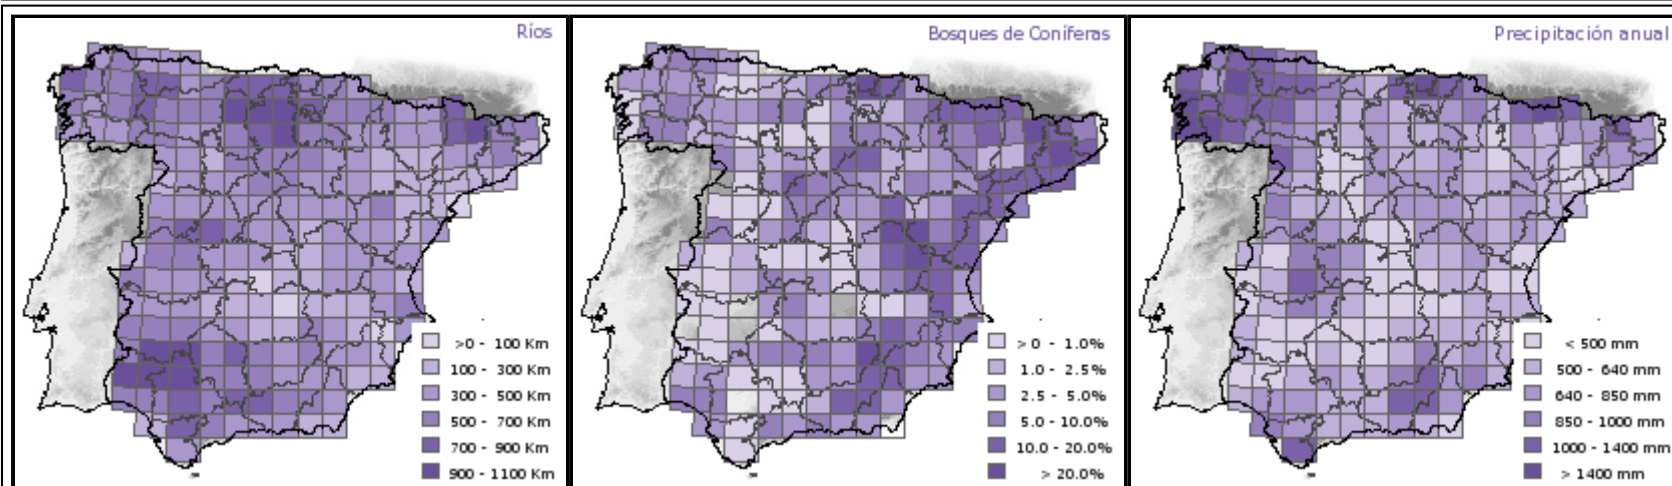 Ríos
>0 - 100 Km
100 - 300 Km
300 - 500 Km
500 - 700 Km
700 - 900 Km
900 - 1100 Km
Bosques de Coníferas
> 0 - 1.0%
1.0 - 2.5%
2.5 - 5.0%
5.0 - 10.0%
10.0 - 20.0%
> 20.0%
Precipitación anual
< 500 mm
500 - 640 mm
640 - 850 mm
850 - 1000 mm
1000 - 1400 mm
> 1400 mm